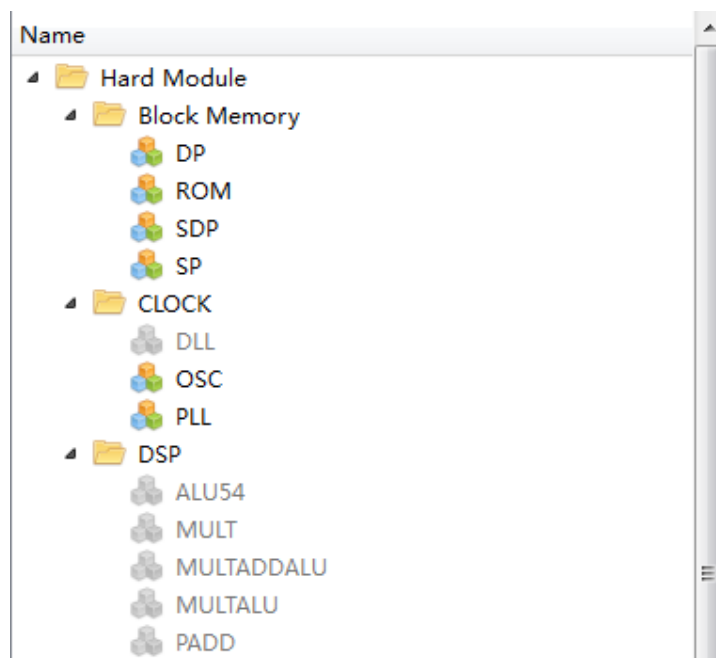 Name
Hard Module
Block Memory
DP
ROM
SDP
SP
CLOCK
DLL
OSC
PLL
DSP
ALU54
MULT
MULTADDALU
MULTALU
PADD